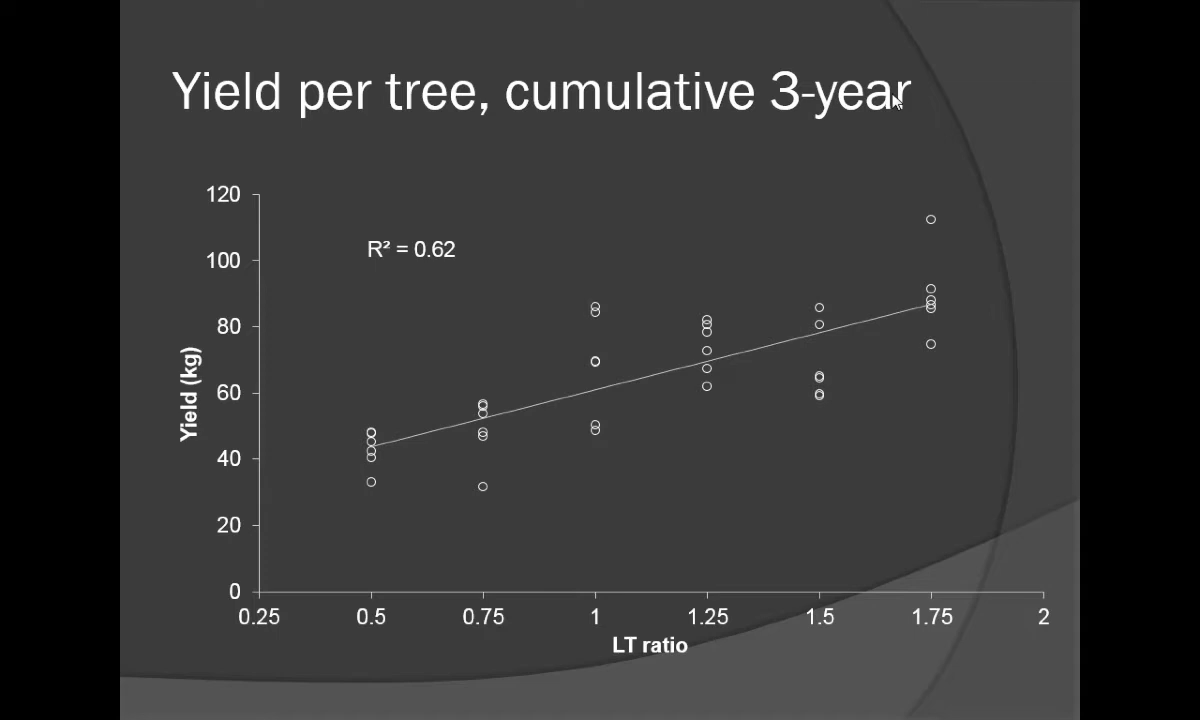 Yield per tree, cumulative 3-year
120
R² = 0.62
100
80
Yield (kg)
60
40
20
0
0.25 0.5 0.75 1 1.25 1.5 1.75 2
LT ratio